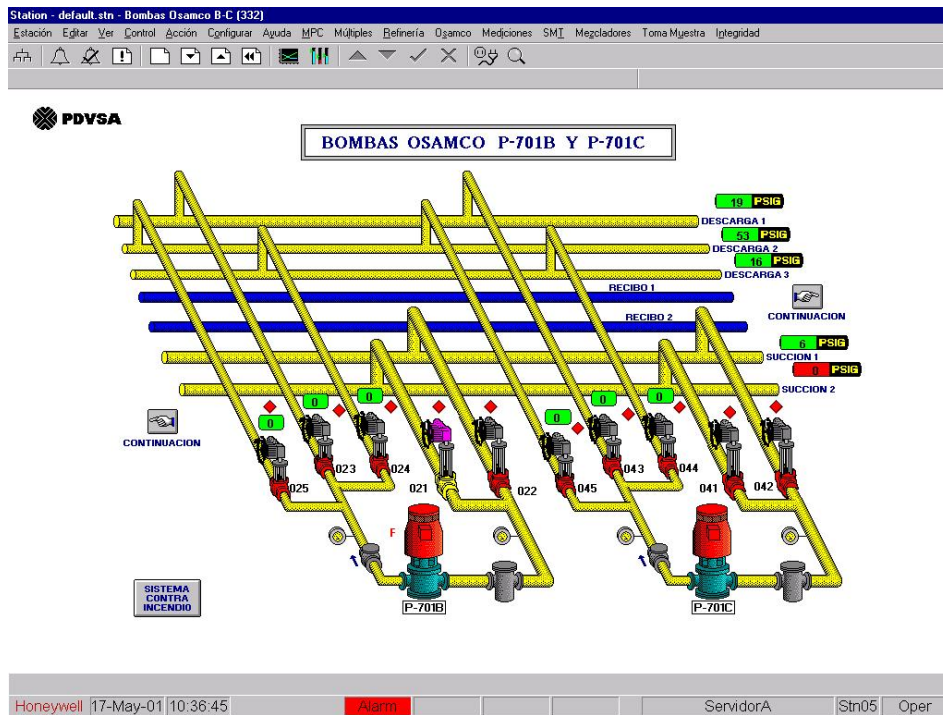 Station - default.stn - Bombas Osamco B-C (332)
Estación Editar Ver Control Acción Configurar Ayuda MPC Múltiples Refinería Osamco Mediciones SMT Mezcladores Toma Muestra Integridad
PDVSA
BOMBAS OSAMCO P-701B Y P-701C
19 PSIG
DESCARGA 1
53 PSIG
DESCARGA 2
16 PSIG
DESCARGA 3
RECIBO 1
RECIBO 2
CONTINUACION
6 PSIG
SUCCION 1
0 PSIG
SUCCION 2
CONTINUACION
0 0 0 0 0 0
025 023 024 021 022 045 043 044 041 042
F
SISTEMA
CONTRA
INCENDIO
P-701B P-701C
Honeywell 17-May-01 10:36:45 Alarm ServidorA Stn05 Oper